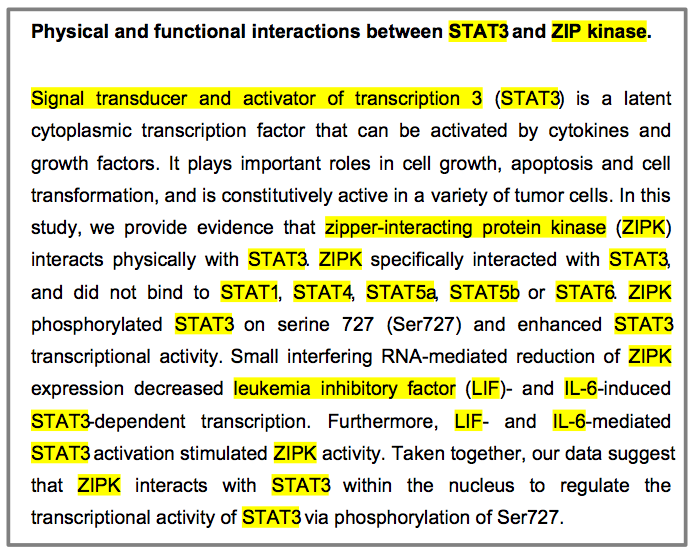 Physical and functional interactions between STAT3 and ZIP kinase.
Signal transducer and activator of transcription 3 (STAT3) is a latent
cytoplasmic transcription factor that can be activated by cytokines and
growth factors. It plays important roles in cell growth, apoptosis and cell
transformation, and is constitutively active in a variety of tumor cells. In this
study, we provide evidence that zipper-interacting protein kinase (ZIPK)
interacts physically with STAT3. ZIPK specifically interacted with STAT3,
and did not bind to STAT1, STAT4, STAT5a, STAT5b or STAT6. ZIPK
phosphorylated STAT3 on serine 727 (Ser727) and enhanced STAT3
transcriptional activity. Small interfering RNA-mediated reduction of ZIPK
expression decreased leukemia inhibitory factor (LIF)- and IL-6-induced
STAT3-dependent transcription. Furthermore, LIF- and IL-6-mediated
STAT3 activation stimulated ZIPK activity. Taken together, our data suggest
that ZIPK interacts with STAT3 within the nucleus to regulate the
transcriptional activity of STAT3 via phosphorylation of Ser727.